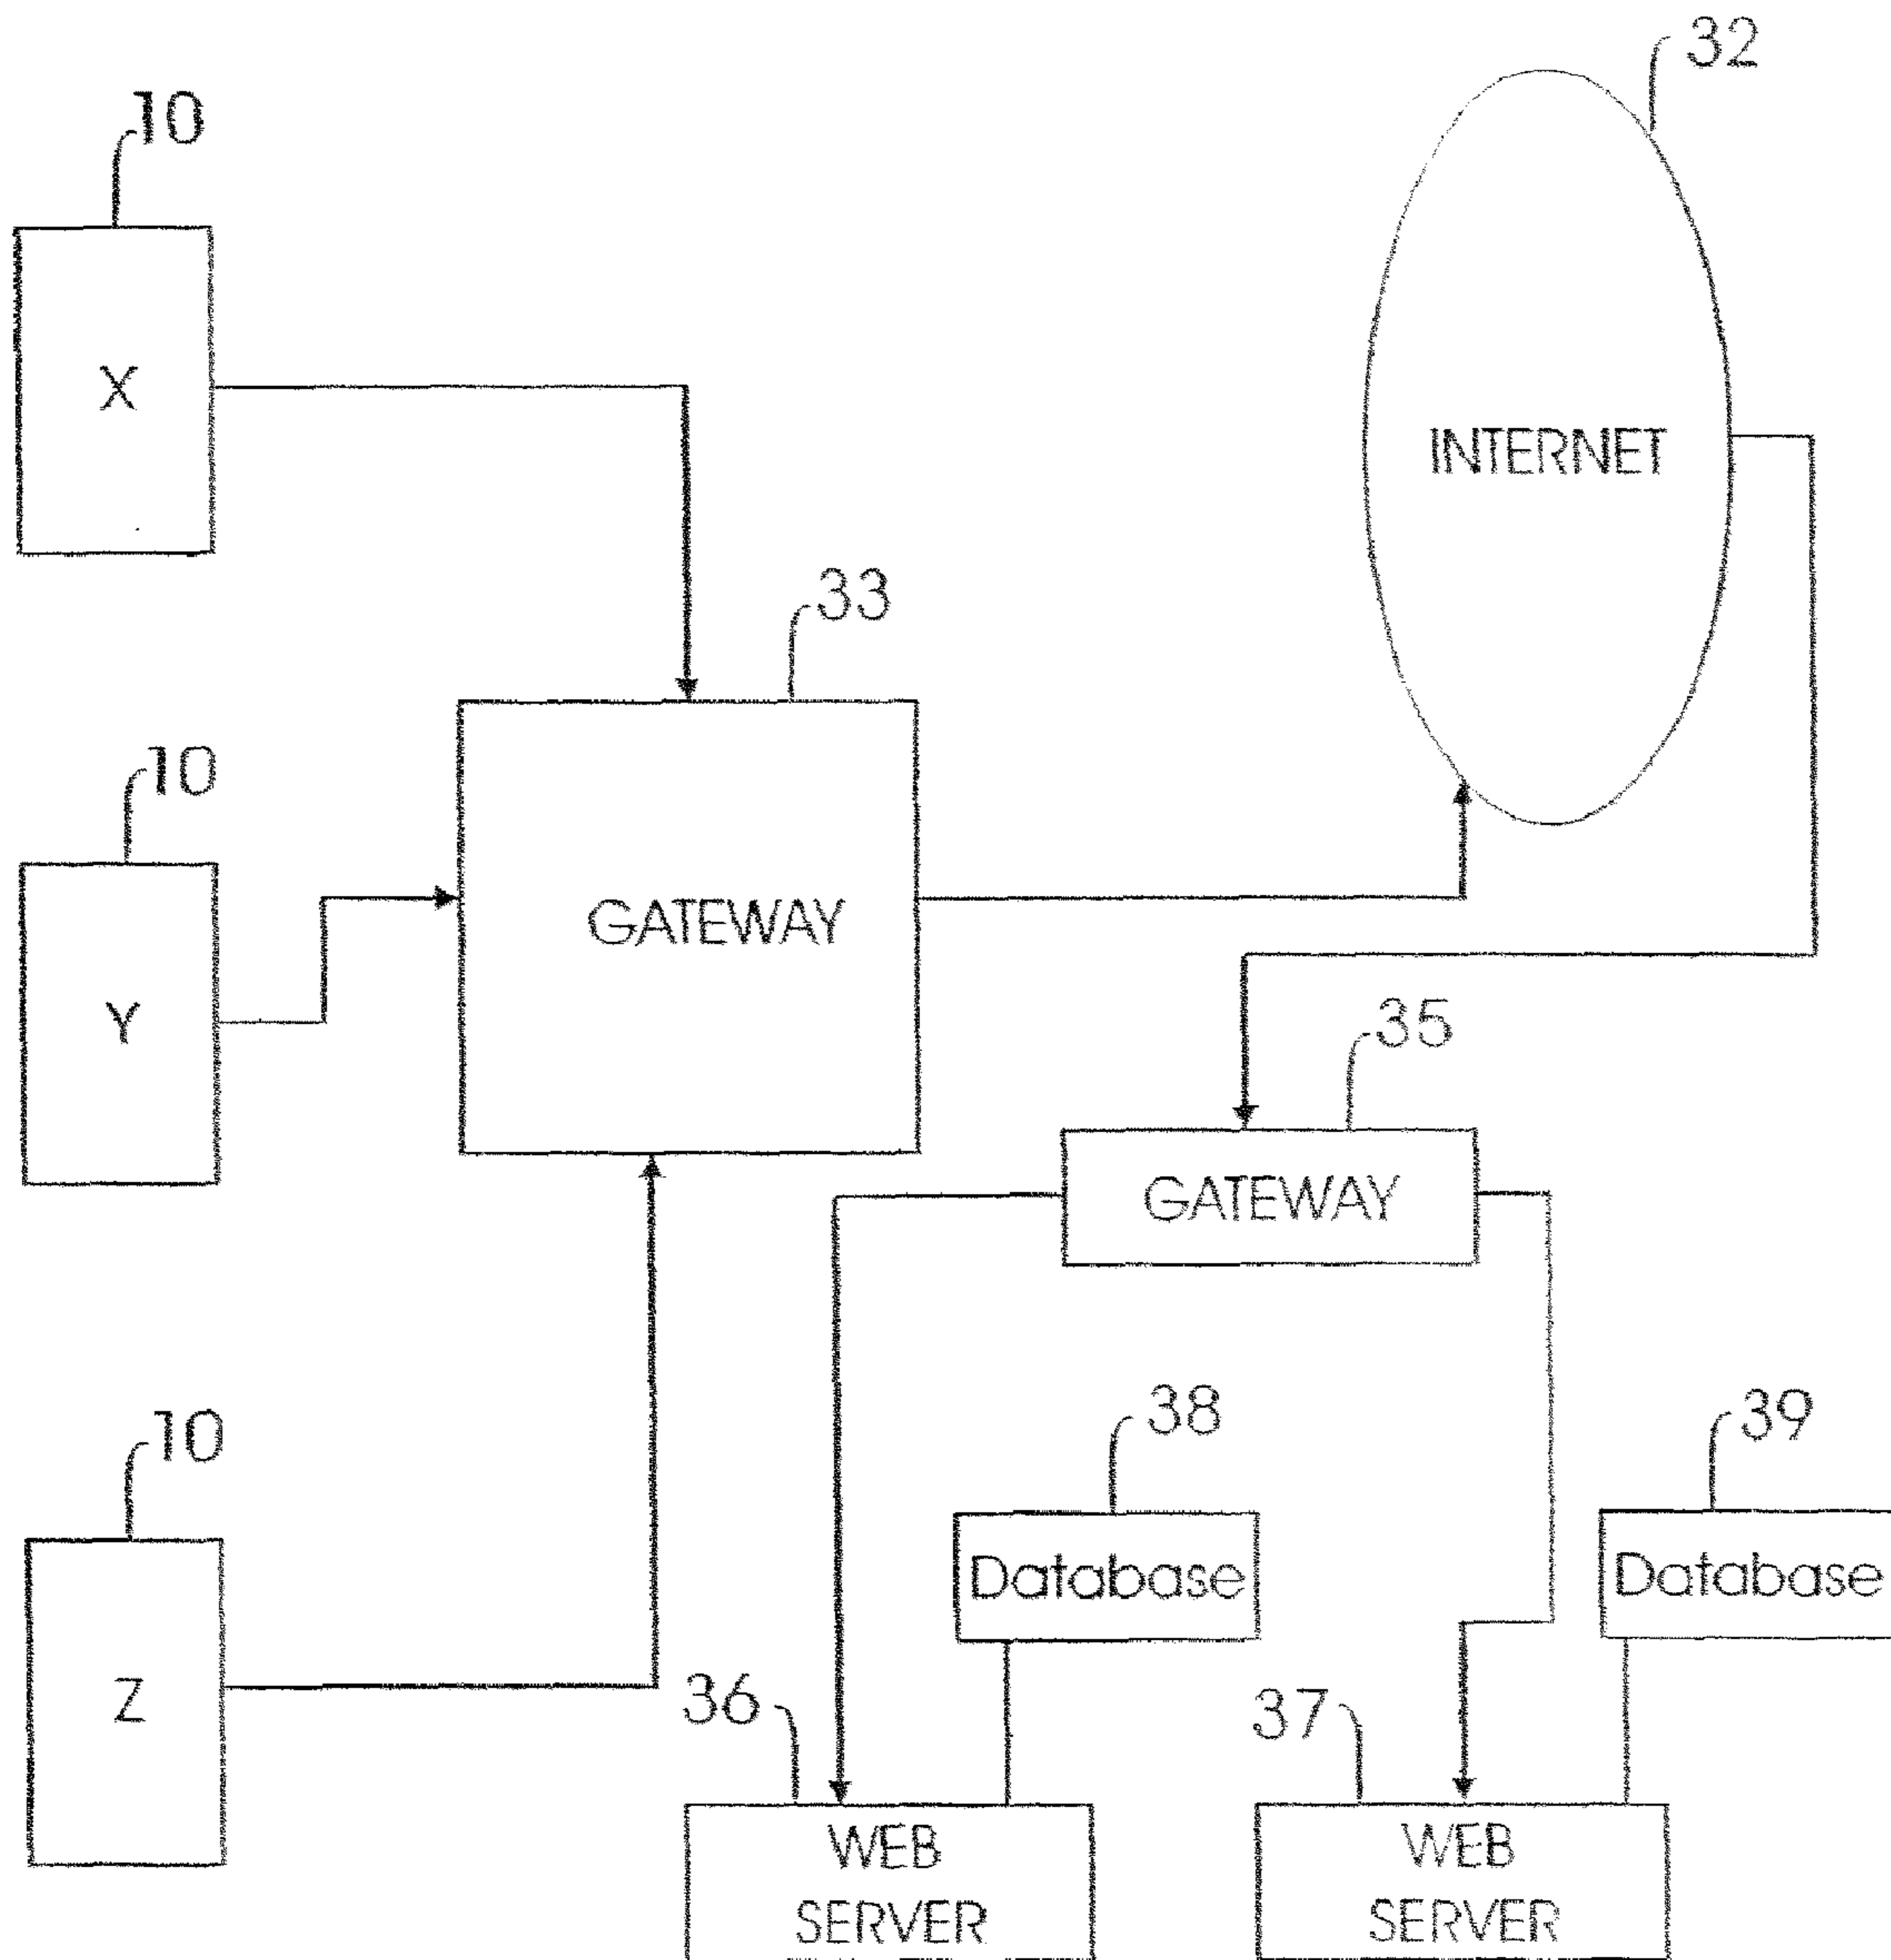 32
10
X
INTERNET
33
10
GATEWAY
Y
35
GATEWAY
38
39
10
Database
Database
Z
36
37
WEB
SERVER
WEB
SERVER